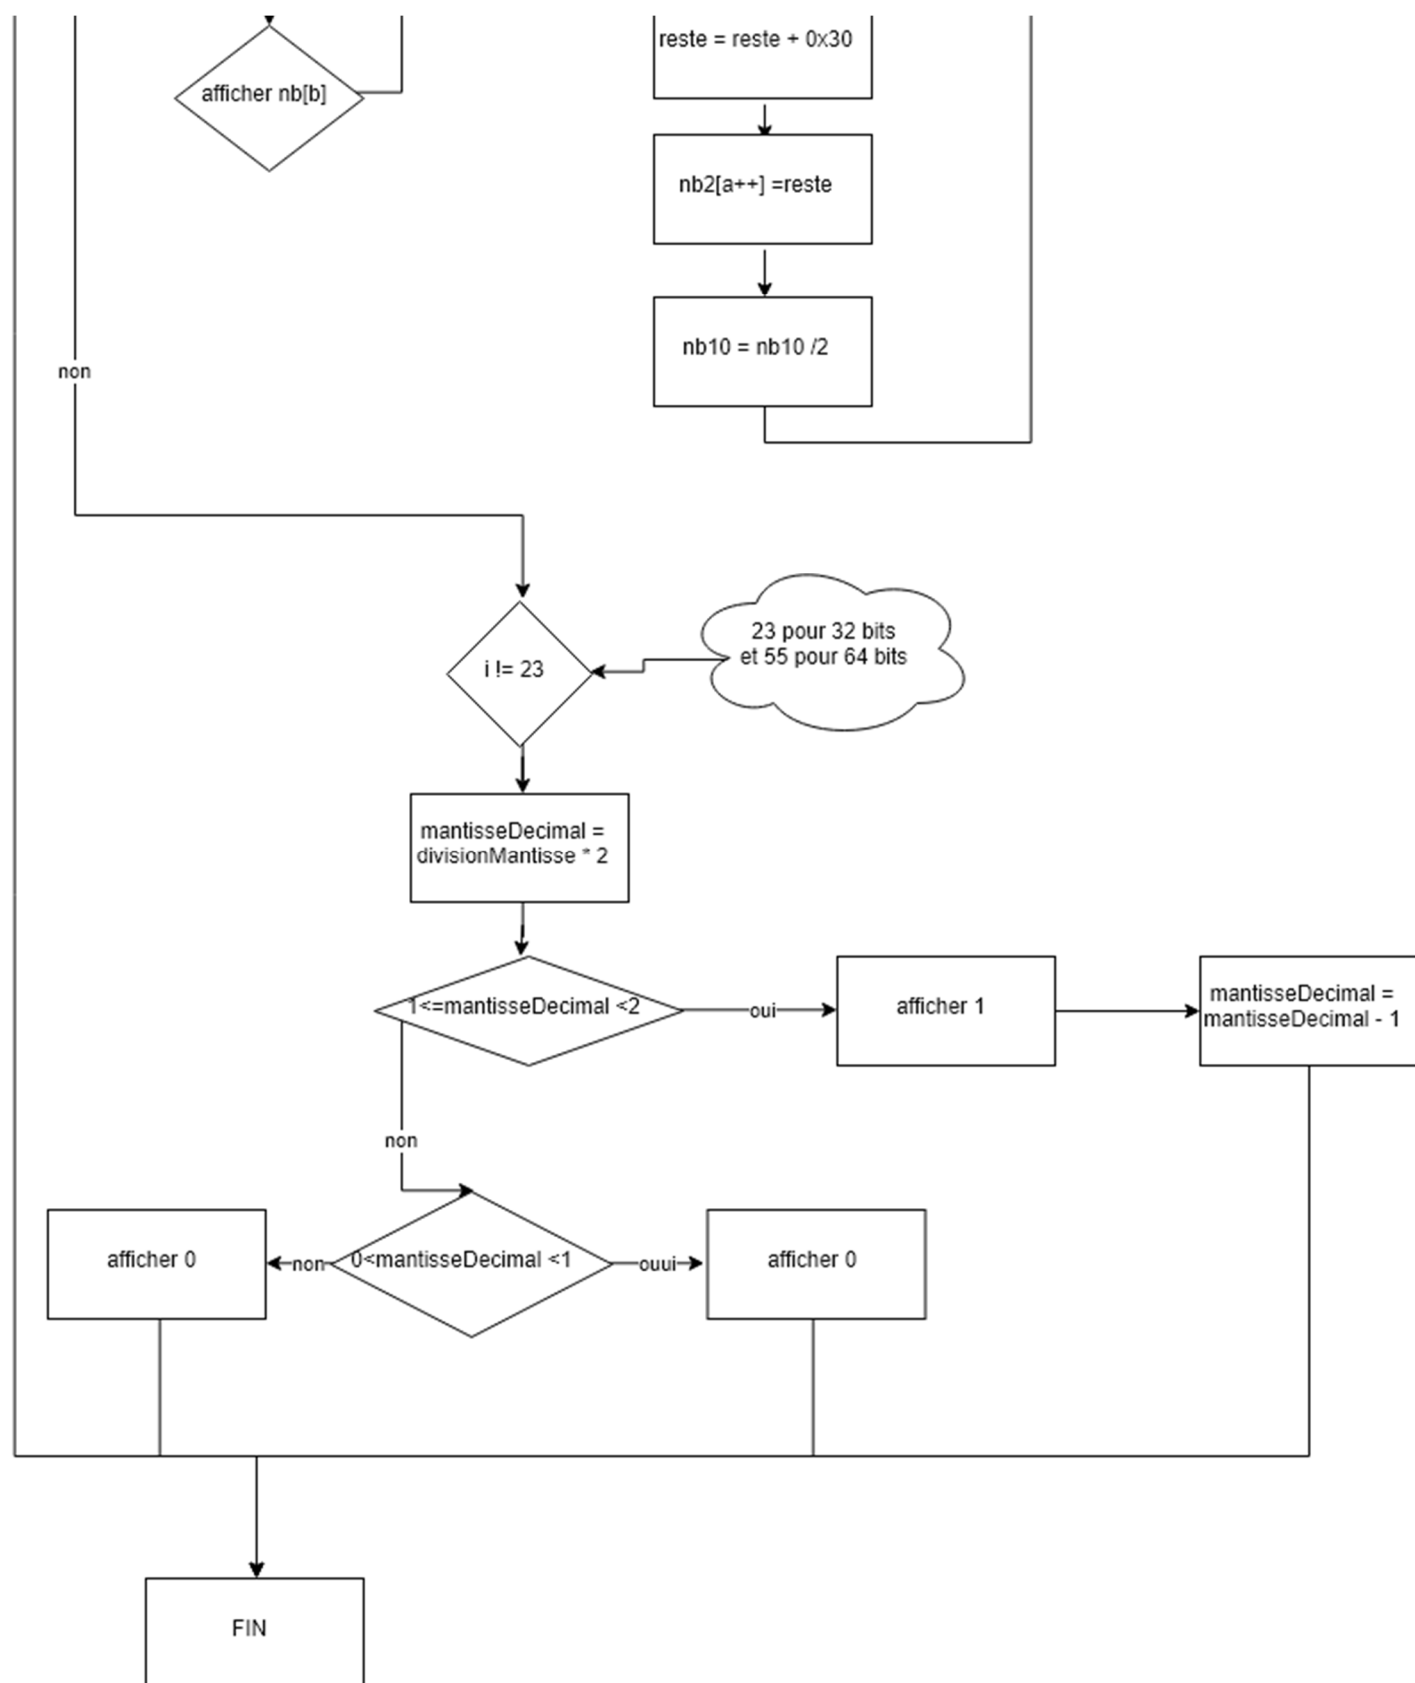 reste = reste + 0x30
afficher nb[b]
nb2[a++] =reste
nb10 = nb10 /2
non
23 pour 32 bits
et 55 pour 64 bits
i != 23
mantisseDecimal =
divisionMantisse * 2
1<=mantisseDecimal <2
oui
afficher 1
mantisseDecimal =
mantisseDecimal - 1
non
afficher 0
non
0<mantisseDecimal <1
ouui
afficher 0
FIN